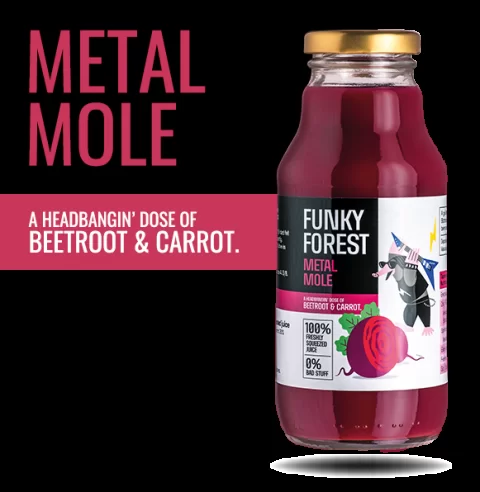 METAL
MOLE
A HEADBANGIN' DOSE OF
BEETROOT & CARROT.
FUNKY
FOREST
METAL
MOLE
A HEADBANGIN' DOSE OF
BEETROOT & CARROT.
100%
FRESHLY
SQUEEZED
JUICE
0%
BAD STUFF